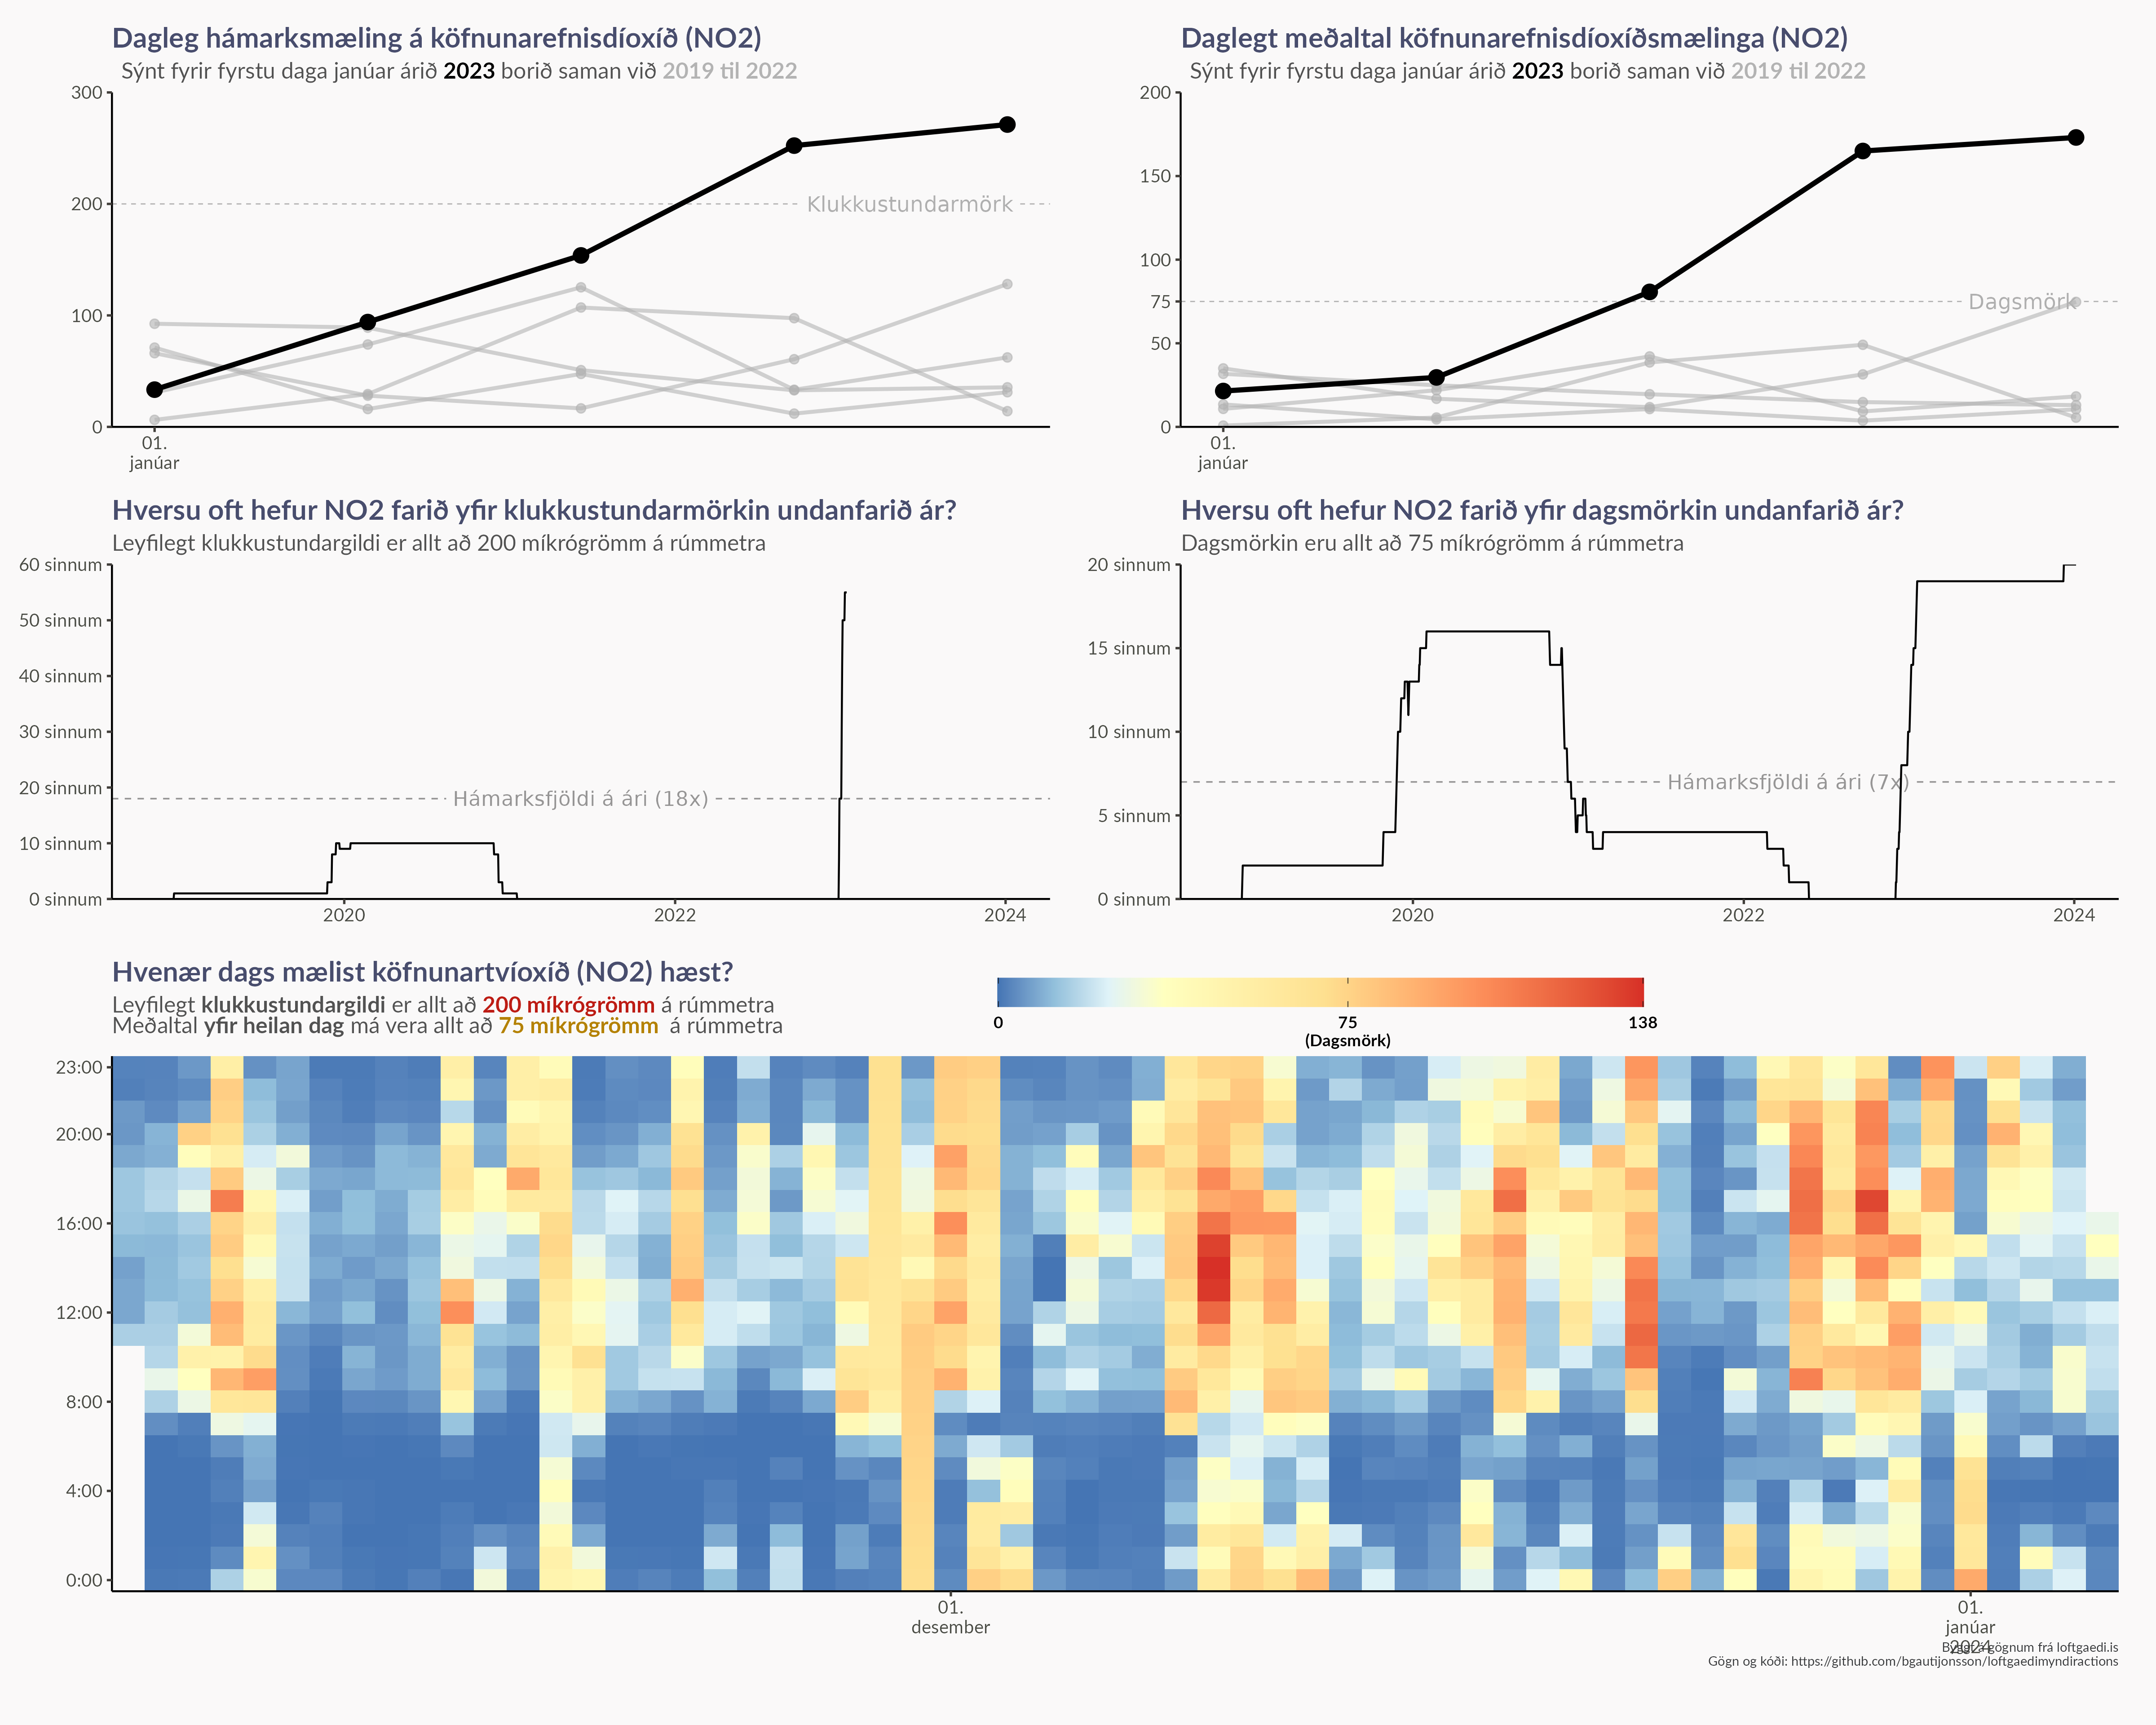 Dagleg hámarksmæling á köfnunarefnisdíoxíð (NO2)
Sýnt fyrir fyrstu daga janúar árið 2023 borið saman við 2019 til 2022
300
200
100
0
Klukkustundarmörk
01.
janúar
Daglegt meðaltal köfnunarefnisdíoxíðsmælinga (NO2)
Sýnt fyrir fyrstu daga janúar árið 2023 borið saman við 2019 til 2022
200
150
100
75
50
0
Dagsmörk
01.
janúar
Hversu oft hefur NO2 farið yfir klukkustundarmörkin undanfarið ár?
Leyfilegt klukkustundargildi er allt að 200 míkrógrömm á rúmmetra
60 sinnum
50 sinnum
40 sinnum
30 sinnum
20 sinnum
10 sinnum
0 sinnum
Hámarksfjöldi á ári (18x)
2020 2022 2024
Hversu oft hefur NO2 farið yfir dagsmörkin undanfarið ár?
Dagsmörkin eru allt að 75 míkrógrömm á rúmmetra
20 sinnum
15 sinnum
10 sinnum
5 sinnum
0 sinnum
Hámarksfjöldi á ári (7x)
2020 2022 2024
Hvenær dags mælist köfnunartvíoxíð (NO2) hæst?
Leyfilegt klukkustundargildi er allt að 200 míkrógrömm á rúmmetra
Meðaltal yfir heilan dag má vera allt að 75 míkrógrömm á rúmmetra
0 75 138
(Dagsmörk)
23:00
20:00
16:00
12:00
8:00
4:00
0:00
01.
desember
01.
janúar
2024
Byggt á gögnum frá loftgaedi.is
Gögn og kóði: https://github.com/bgautijonsson/loftgaedimyndiractions